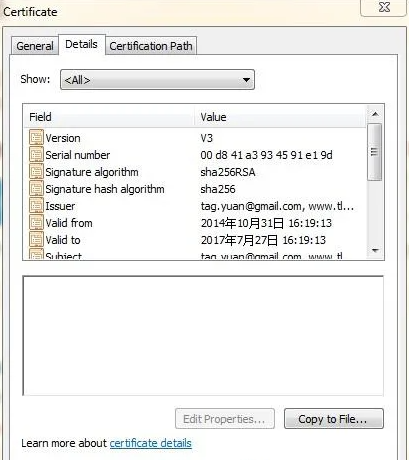 Certificate
General Details Certification Path
Show: <All>
Field Value
Version V3
Serial number 00 d8 41 a3 93 45 91 e1 9d
Signature algorithm sha256RSA
Signature hash algorithm sha256
Issuer tag.yuan@gmail.com, www.tl...
Valid from 2014年10月31日 16:19:13
Valid to 2017年7月27日 16:19:13
Subject tag.yuan@gmail.com, www.tl...
Edit Properties... Copy to File...
Learn more about certificate details